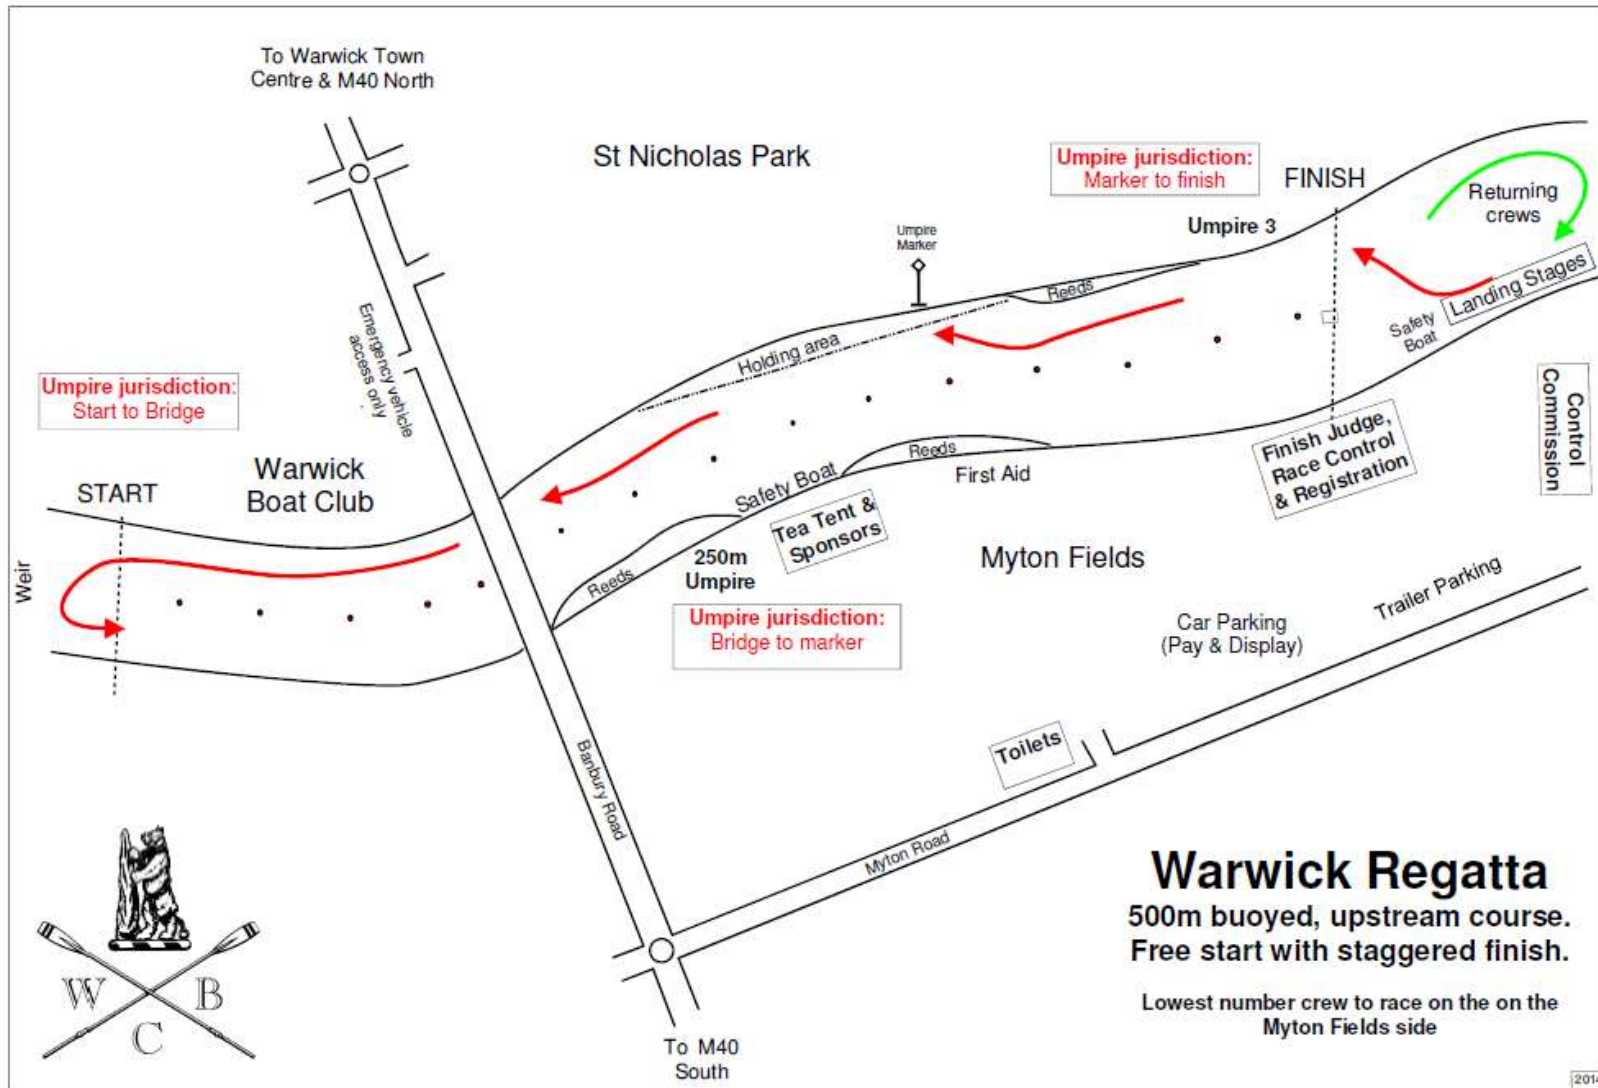 To Warwick Town
Centre & M40 North
St Nicholas Park
Umpire jurisdiction:
Marker to finish
FINISH
Returning
crews
Umpire 3
Umpire
Marker
Reeds
Landing Stages
Safety
Boat
Holding area
Emergency vehicle
access only
Umpire jurisdiction:
Start to Bridge
Control
Commission
Warwick
Boat Club
START
Reeds
First Aid
Finish Judge,
Race Control
& Registration
Safety Boat
Tea Tent &
Sponsors
Weir
Reeds
250m
Umpire
Myton Fields
Umpire jurisdiction:
Bridge to marker
Car Parking
(Pay & Display)
Trailer Parking
Toilets
Banbury Road
Myton Road
W
B
C
Warwick Regatta
500m buoyed, upstream course.
Free start with staggered finish.
Lowest number crew to race on the on the
Myton Fields side
To M40
South
2014